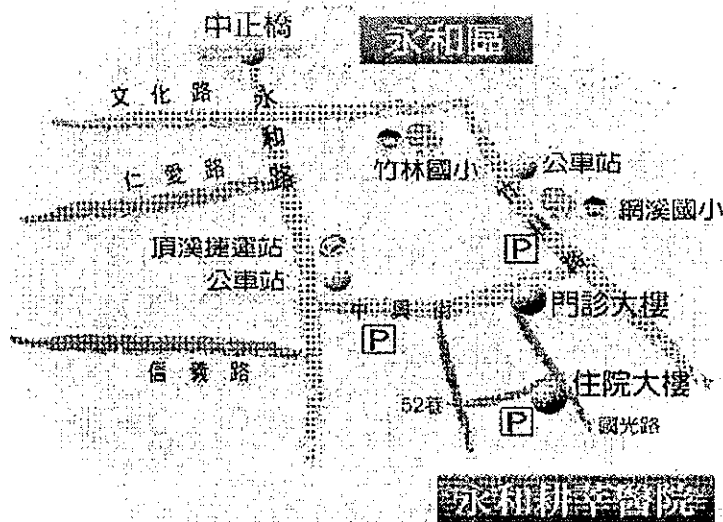 中正橋
永和區
文化路
永和路
竹林國小
公車站
仁愛路
竹林路
網溪國小
頂溪捷運站
P
公車站
中興街
門診大樓
P
信義路
住院大樓
52巷
P
國光路
永和耕莘醫院